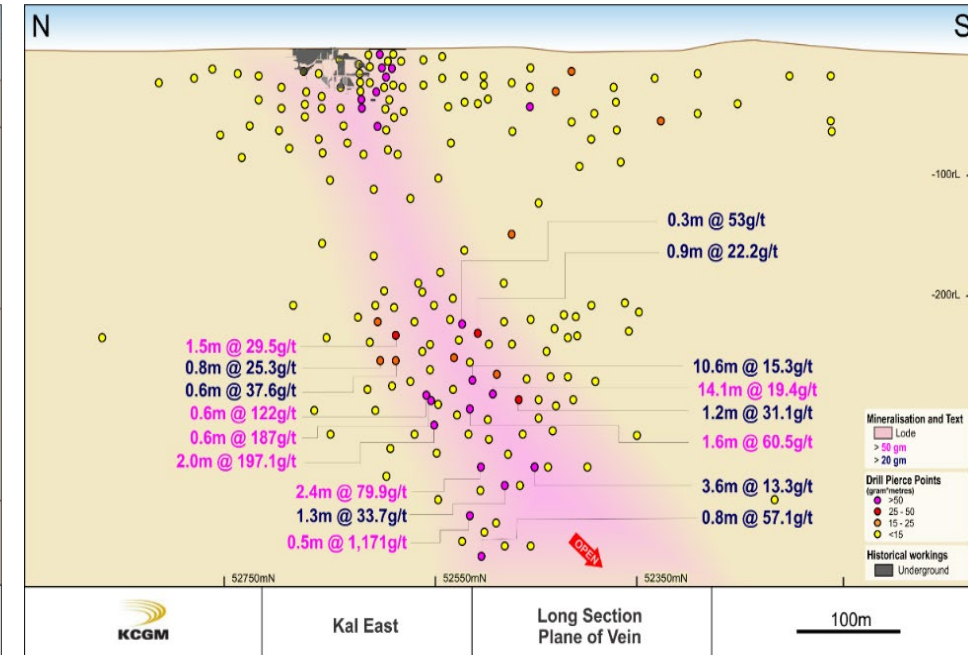 N
S
-100rL
0.3m @ 53g/t
0.9m @ 22.2g/t
-200rL
1.5m @ 29.5g/t
0.8m @ 25.3g/t
0.6m @ 37.6g/t
0.6m @ 122g/t
0.6m @ 187g/t
2.0m @ 197.1g/t
2.4m @ 79.9g/t
1.3m @ 33.7g/t
0.5m @ 1,171g/t
10.6m @ 15.3g/t
14.1m @ 19.4g/t
1.2m @ 31.1g/t
1.6m @ 60.5g/t
3.6m @ 13.3g/t
0.8m @ 57.1g/t
Mineralisation and Text
Lode
> 50 gm
> 20 gm
Drill Pierce Points
(gram*metres)
>50
25 - 50
15 - 25
<15
Historical workings
Underground
OPEN
52750mN
52550mN
52350mN
KCGM
Kal East
Long Section
Plane of Vein
100m